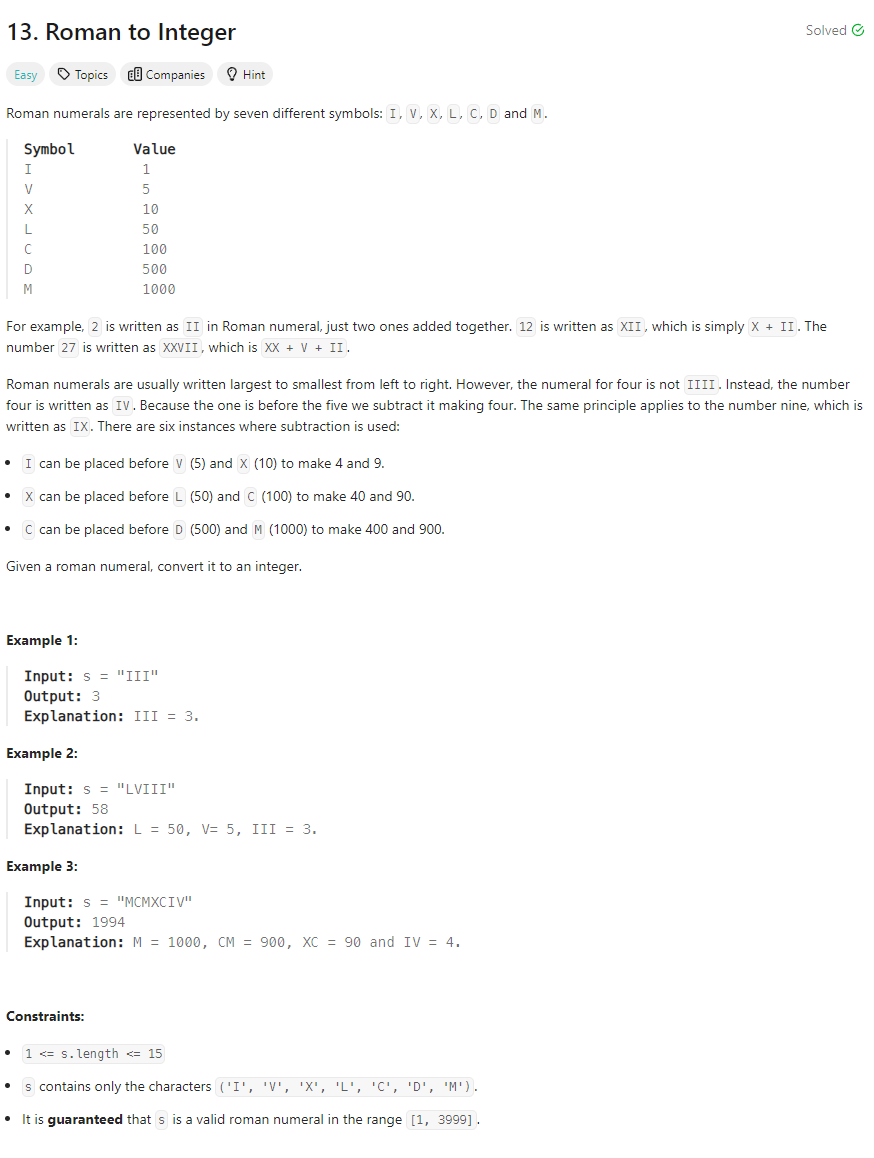 13. Roman to Integer
Solved
Easy
Topics
Companies
Hint
Roman numerals are represented by seven different symbols: I, V, X, L, C, D and M.
Symbol Value
I 1
V 5
X 10
L 50
C 100
D 500
M 1000
For example, 2 is written as II in Roman numeral, just two ones added together. 12 is written as XII, which is simply X + II. The
number 27 is written as XXVII, which is XX + V + II.
Roman numerals are usually written largest to smallest from left to right. However, the numeral for four is not IIII. Instead, the number
four is written as IV. Because the one is before the five we subtract it making four. The same principle applies to the number nine, which is
written as IX. There are six instances where subtraction is used:
• I can be placed before V (5) and X (10) to make 4 and 9.
• X can be placed before L (50) and C (100) to make 40 and 90.
• C can be placed before D (500) and M (1000) to make 400 and 900.
Given a roman numeral, convert it to an integer.
Example 1:
Input: s = "III"
Output: 3
Explanation: III = 3.
Example 2:
Input: s = "LVIII"
Output: 58
Explanation: L = 50, V= 5, III = 3.
Example 3:
Input: s = "MCMXCIV"
Output: 1994
Explanation: M = 1000, CM = 900, XC = 90 and IV = 4.
Constraints:
• 1 <= s.length <= 15
• s contains only the characters ('I', 'V', 'X', 'L', 'C', 'D', 'M').
• It is guaranteed that s is a valid roman numeral in the range [1, 3999].